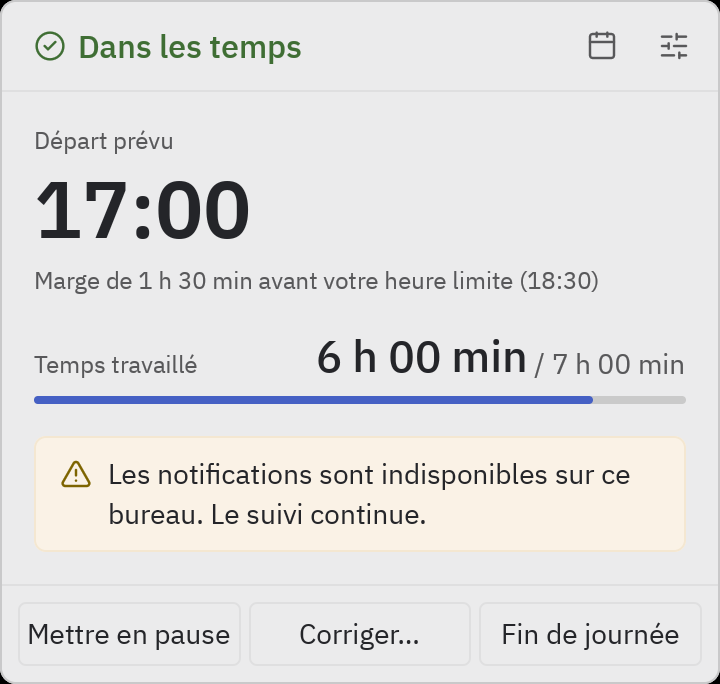 Dans les temps
Départ prévu
17:00
Marge de 1 h 30 min avant votre heure limite (18:30)
Temps travaillé 6 h 00 min / 7 h 00 min
Les notifications sont indisponibles sur ce
bureau. Le suivi continue.
Mettre en pause Corriger... Fin de journée